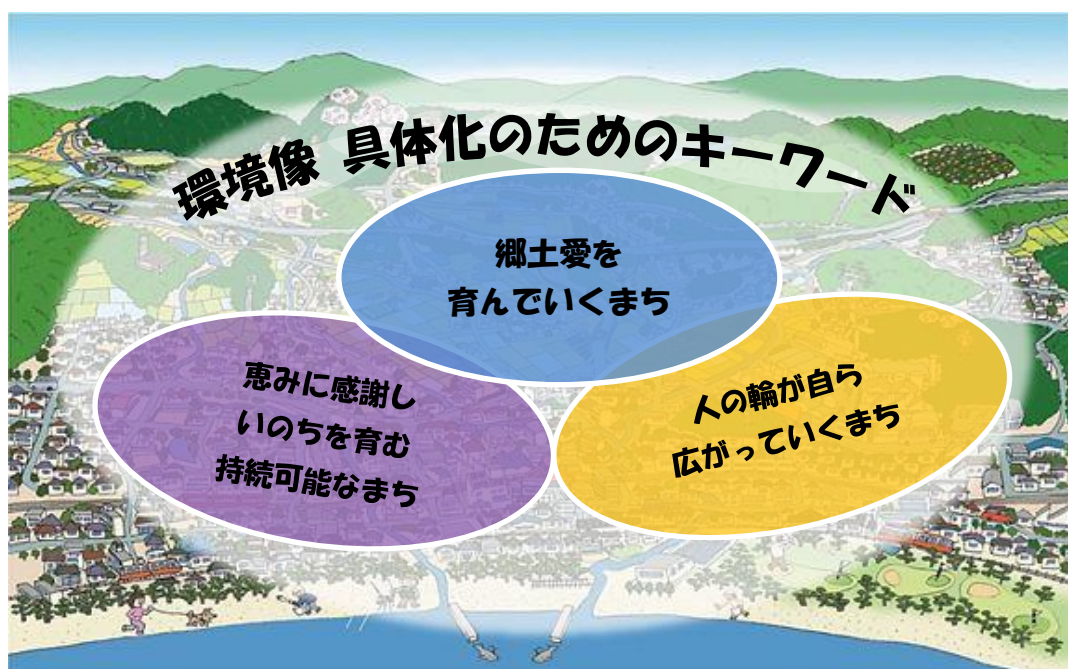 環境像 具体化のためのキーワード
郷土愛を
育んでいくまち
恵みに感謝し
いのちを育む
持続可能なまち
人の輪が自ら
広がっていくまち